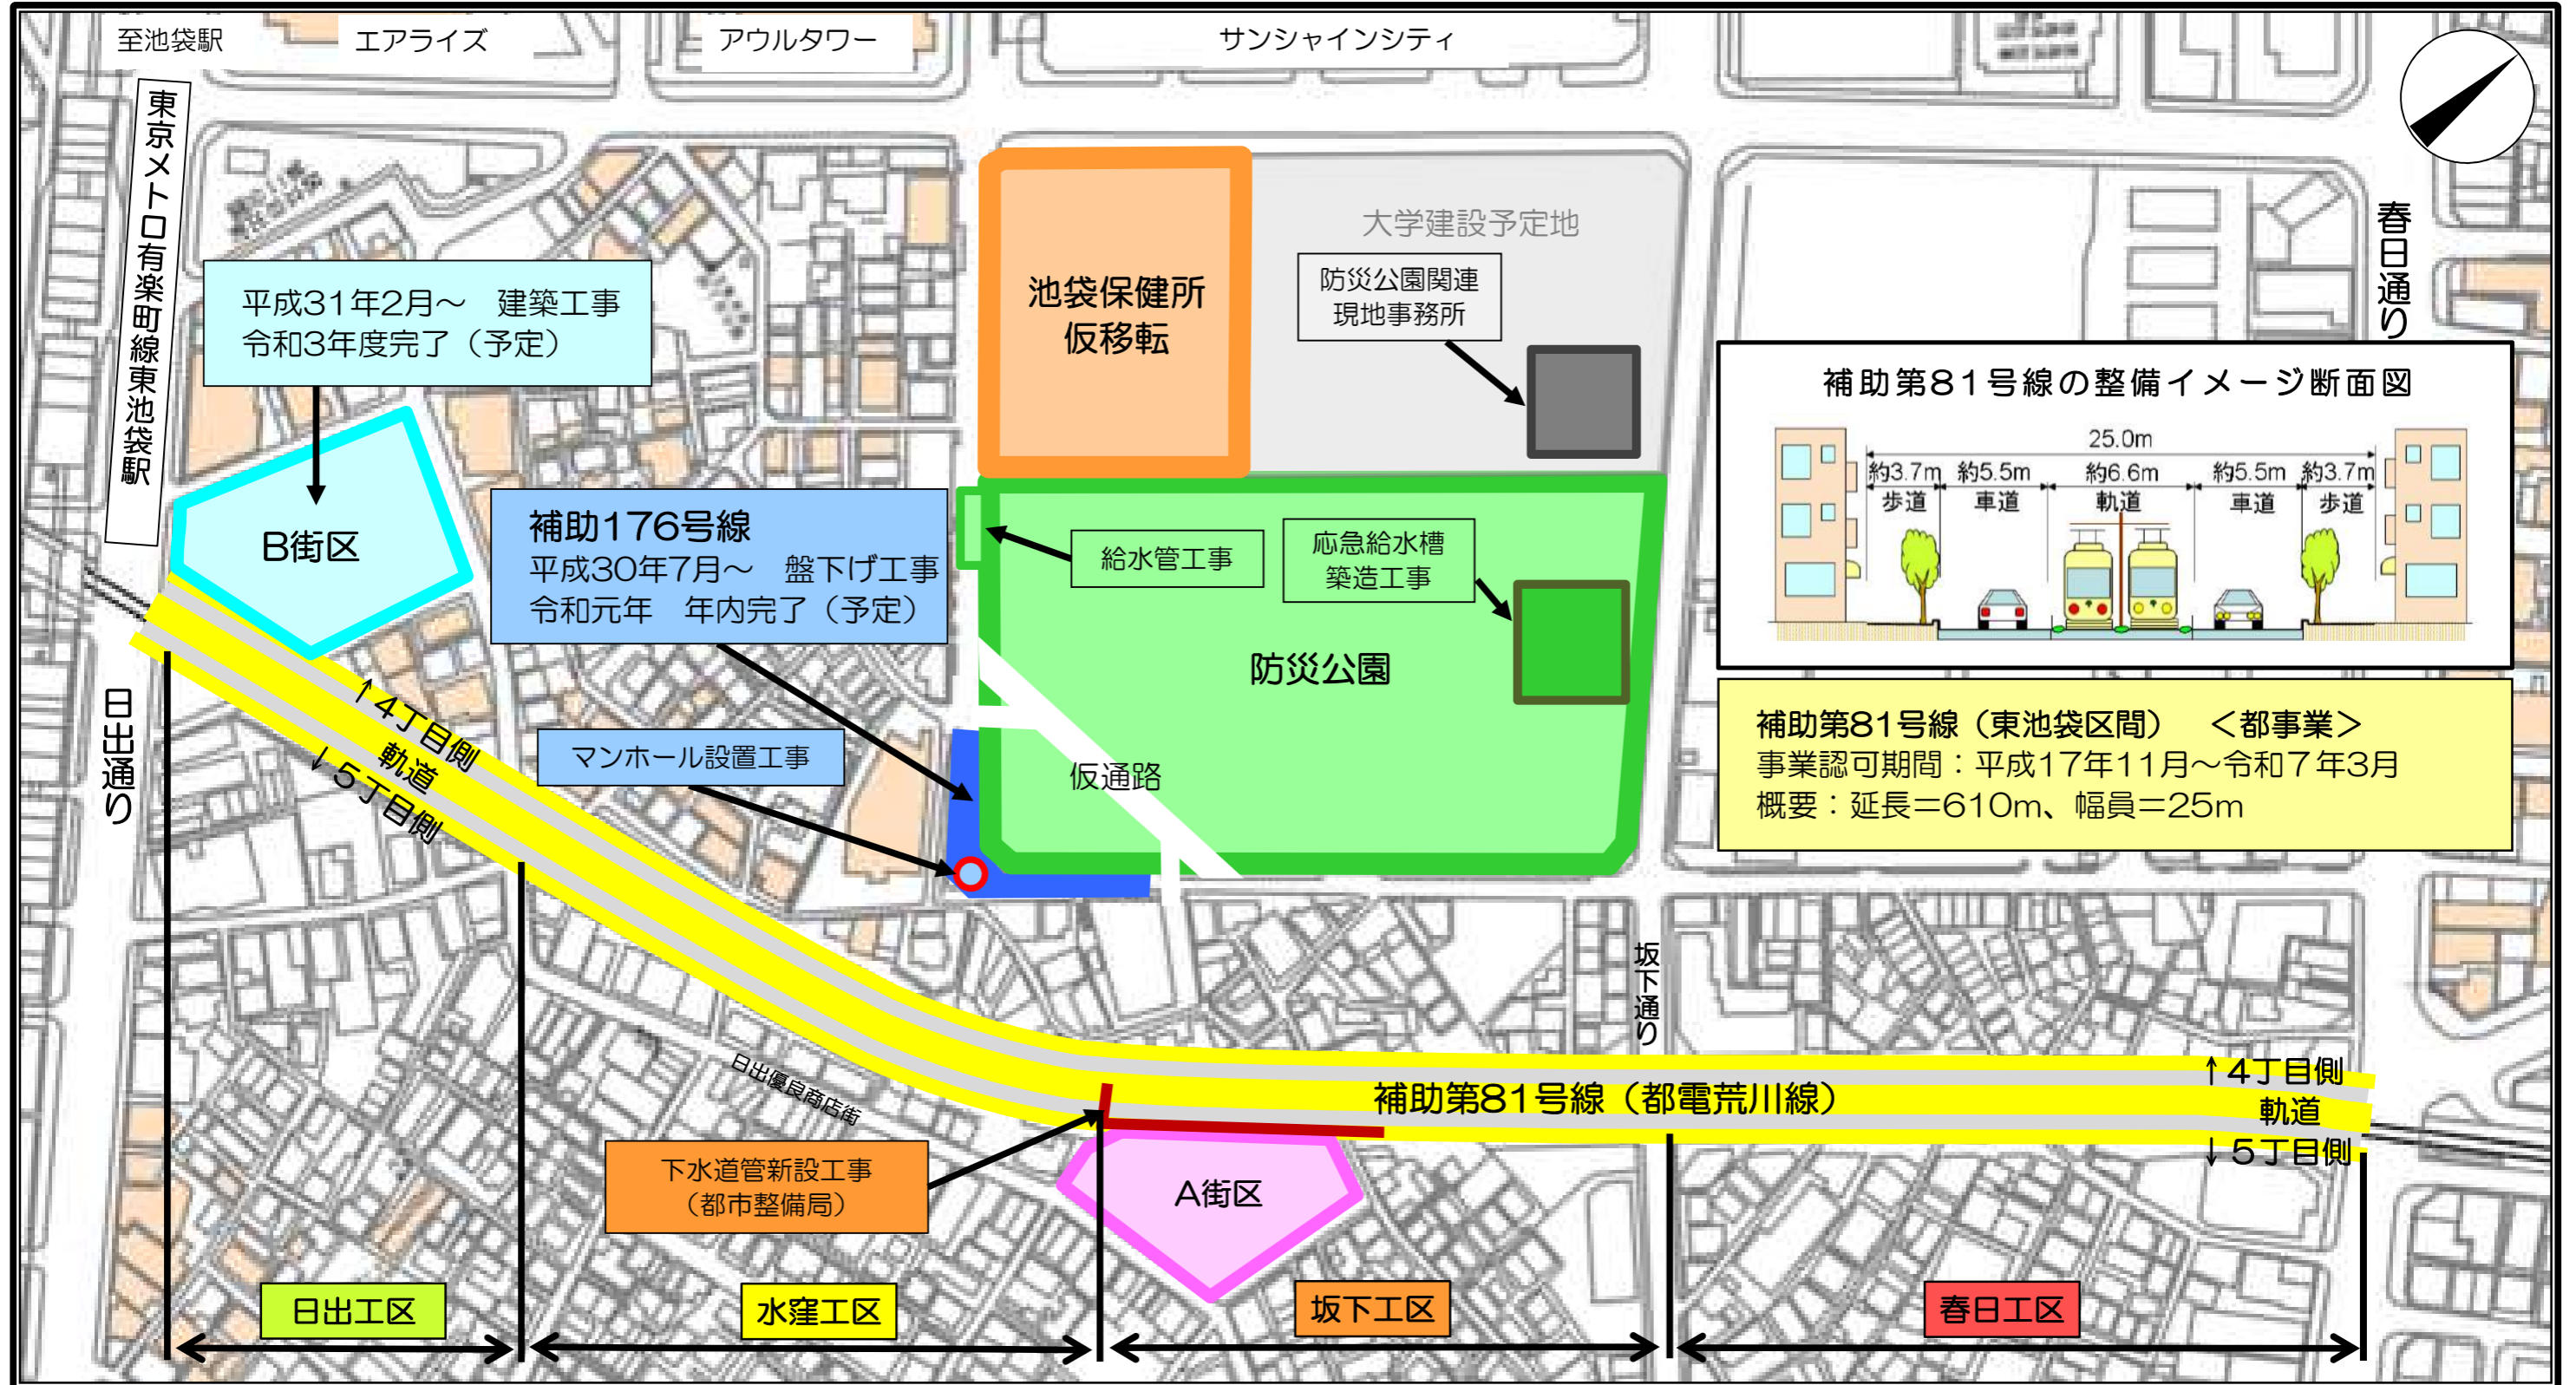 至池袋駅
エアライズ
アウルタワー
サンシャインシティ
東京メトロ有楽町線東池袋駅
平成31年2月～　建築工事
令和3年度完了（予定）
B街区
池袋保健所
仮移転
大学建設予定地
防災公園関連
現地事務所
春日通り
補助第81号線の整備イメージ断面図
25.0m
約3.7m
約5.5m
約6.6m
約5.5m
約3.7m
歩道
車道
軌道
車道
歩道
補助176号線
平成30年7月～　盤下げ工事
令和元年　年内完了（予定）
給水管工事
応急給水槽
築造工事
防災公園
仮通路
マンホール設置工事
補助第81号線（東池袋区間）　＜都事業＞
事業認可期間：平成17年11月～令和7年3月
概要：延長＝610m、幅員＝25m
日出通り
↑4丁目側
軌道
↓5丁目側
坂下通り
日出優良商店街
補助第81号線（都電荒川線）
↑4丁目側
軌道
↓5丁目側
下水道管新設工事
（都市整備局）
A街区
日出工区
水窪工区
坂下工区
春日工区